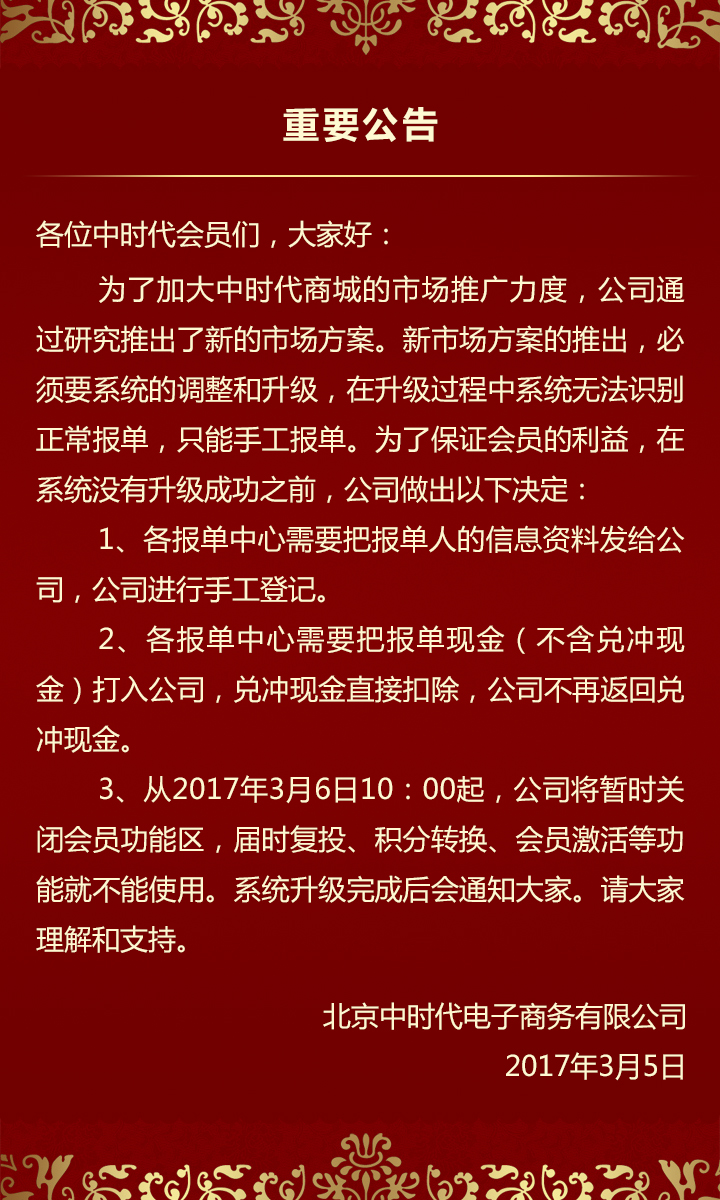 重要公告
各位中时代会员们，大家好：
为了加大中时代商城的市场推广力度，公司通
过研究推出了新的市场方案。新市场方案的推出，必
须要系统的调整和升级，在升级过程中系统无法识别
正常报单，只能手工报单。为了保证会员的利益，在
系统没有升级成功之前，公司做出以下决定：
1、各报单中心需要把报单人的信息资料发给公
司，公司进行手工登记。
2、各报单中心需要把报单现金（不含兑冲现
金）打入公司，兑冲现金直接扣除，公司不再返回兑
冲现金。
3、从2017年3月6日10：00起，公司将暂时关
闭会员功能区，届时复投、积分转换、会员激活等功
能就不能使用。系统升级完成后会通知大家。请大家
理解和支持。
北京中时代电子商务有限公司
2017年3月5日